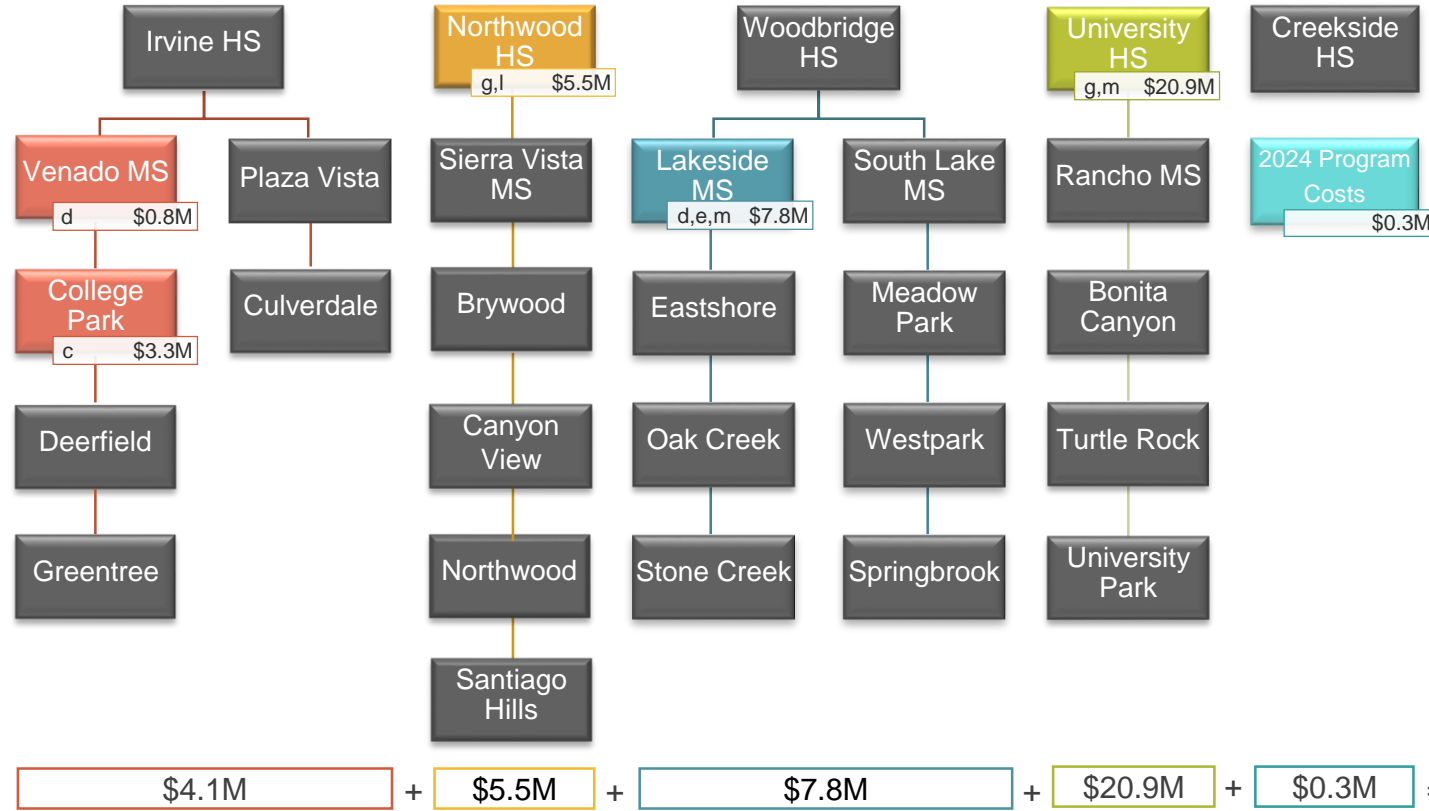 Irvine HS
Northwood
HS
g,l $5.5M
Woodbridge
HS
University
HS
g,m $20.9M
Creekside
HS
Venado MS
d $0.8M
Plaza Vista
Sierra Vista
MS
Lakeside
MS
d,e,m $7.8M
South Lake
MS
Rancho MS
2024 Program
Costs
$0.3M
College
Park
c $3.3M
Culverdale
Brywood
Eastshore
Meadow
Park
Bonita
Canyon
Deerfield
Canyon
View
Oak Creek
Westpark
Turtle Rock
Greentree
Northwood
Stone Creek
Springbrook
University
Park
Santiago
Hills
$4.1M + $5.5M + $7.8M + $20.9M + $0.3M